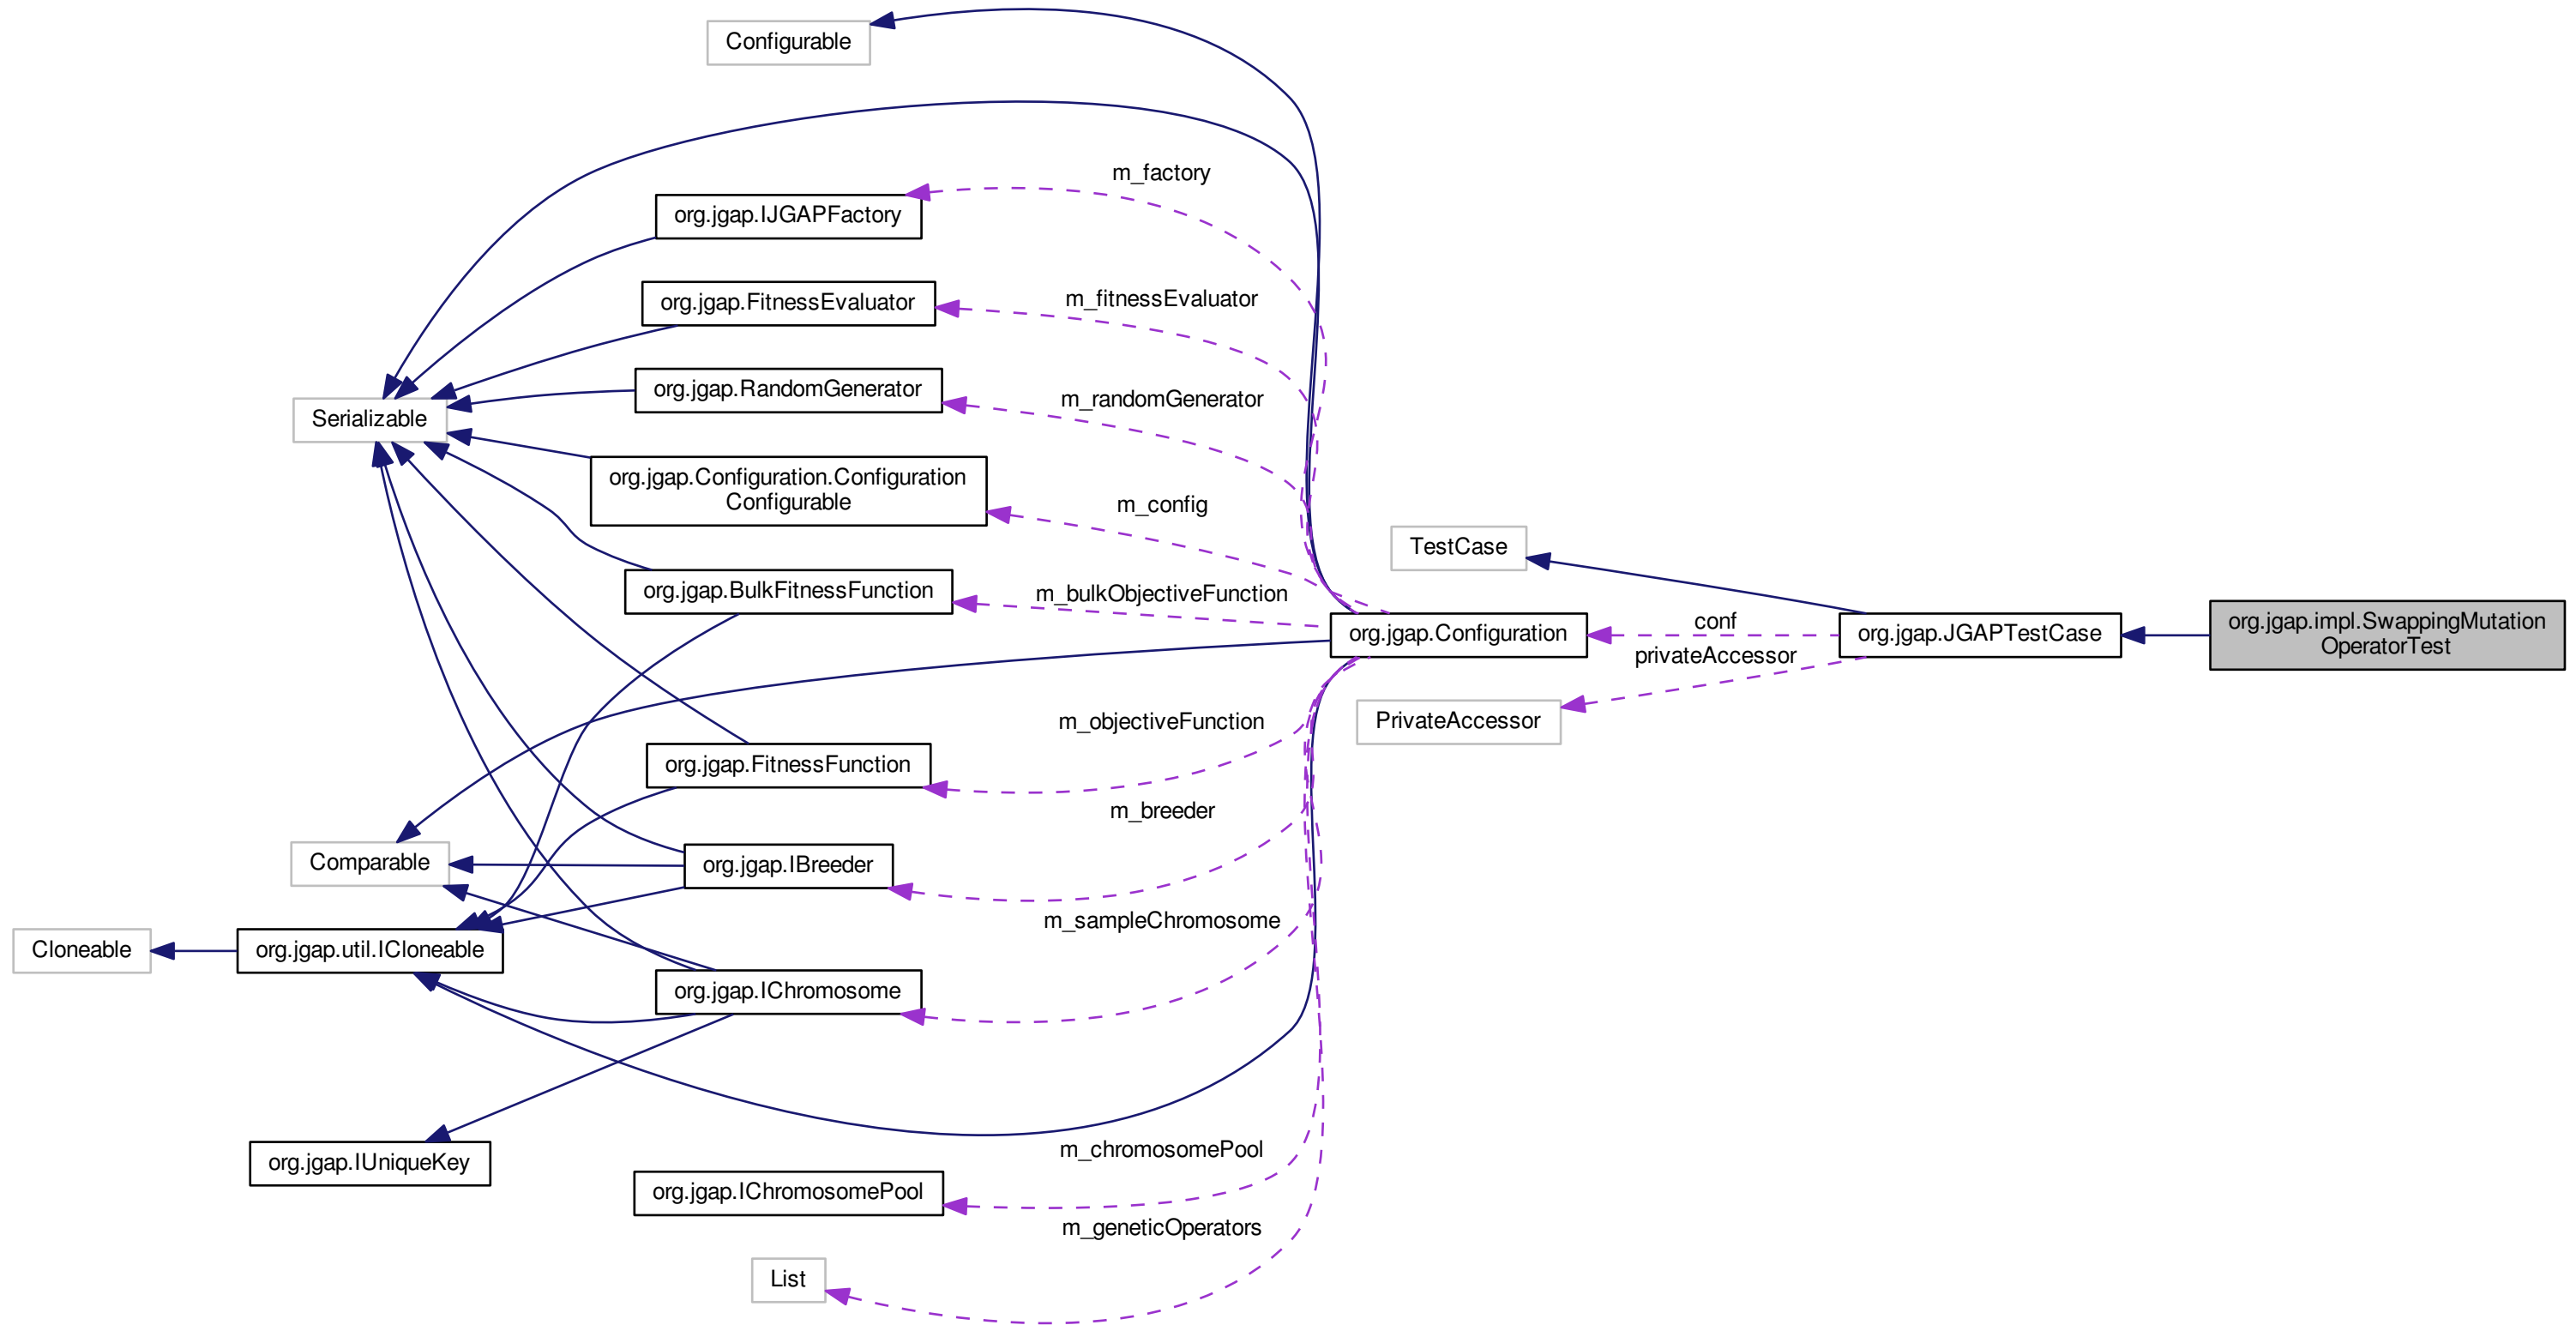 Configurable
m_factory
org.jgap.IJGAPFactory
m_fitnessEvaluator
org.jgap.FitnessEvaluator
m_randomGenerator
org.jgap.RandomGenerator
Serializable
m_config
org.jgap.Configuration.Configuration
Configurable
TestCase
m_bulkObjectiveFunction
org.jgap.BulkFitnessFunction
conf
org.jgap.Configuration
org.jgap.JGAPTestCase
org.jgap.impl.SwappingMutation
OperatorTest
privateAccessor
PrivateAccessor
m_objectiveFunction
org.jgap.FitnessFunction
m_breeder
Comparable
org.jgap.IBreeder
m_sampleChromosome
Cloneable
org.jgap.util.ICloneable
org.jgap.IChromosome
m_chromosomePool
org.jgap.IUniqueKey
org.jgap.IChromosomePool
m_geneticOperators
List